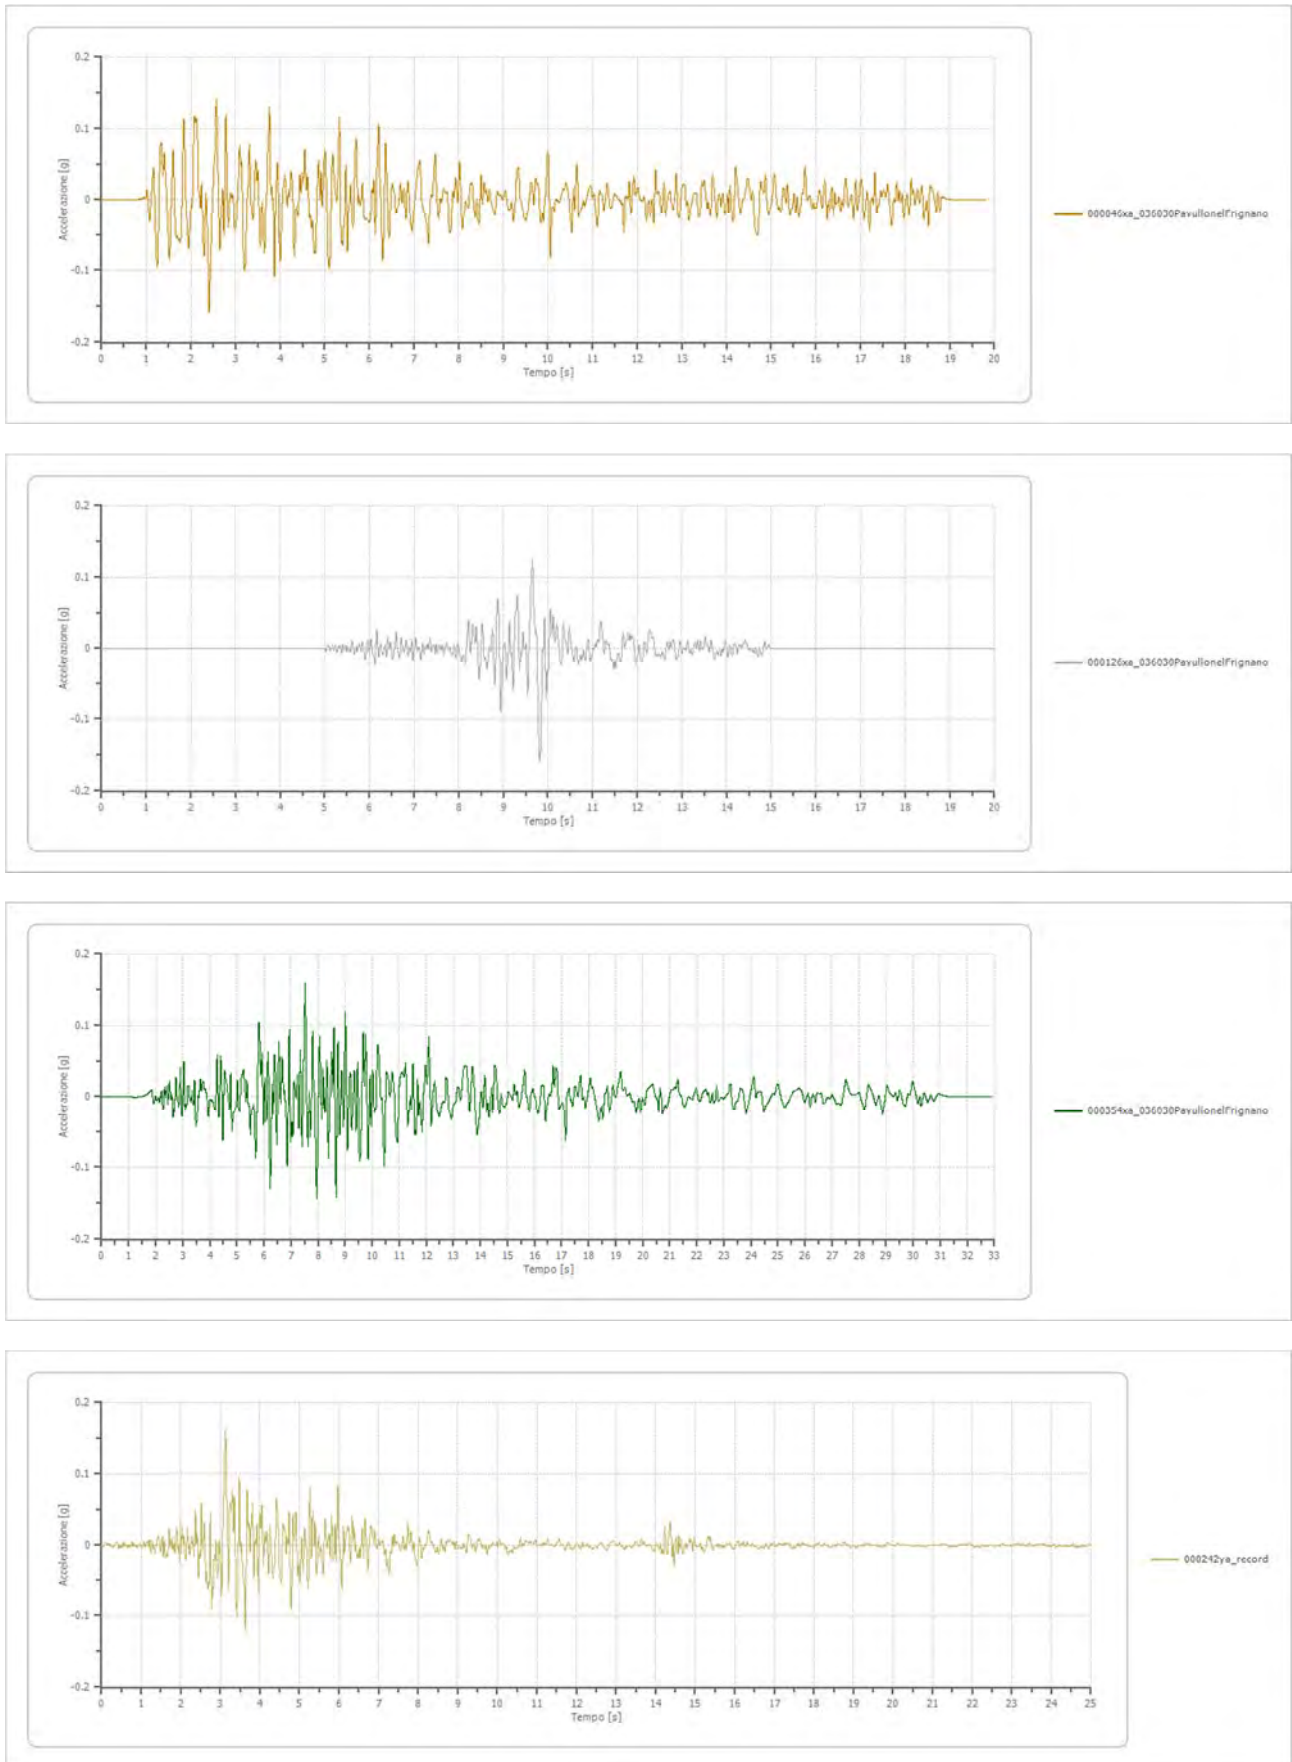 0.2
0.1
0
-0.1
-0.2
Accelerazione [g]
0 1 2 3 4 5 6 7 8 9 10 11 12 13 14 15 16 17 18 19 20
Tempo [s]
000046xa_036030PavullonelFrignano
0.2
0.1
0
-0.1
-0.2
Accelerazione [g]
0 1 2 3 4 5 6 7 8 9 10 11 12 13 14 15 16 17 18 19 20
Tempo [s]
000126xa_036030PavullonelFrignano
0.2
0.1
0
-0.1
-0.2
Accelerazione [g]
0 1 2 3 4 5 6 7 8 9 10 11 12 13 14 15 16 17 18 19 20 21 22 23 24 25 26 27 28 29 30 31 32 33
Tempo [s]
000354xa_036030PavullonelFrignano
0.2
0.1
0
-0.1
-0.2
Accelerazione [g]
0 1 2 3 4 5 6 7 8 9 10 11 12 13 14 15 16 17 18 19 20 21 22 23 24 25
Tempo [s]
000242ya_record